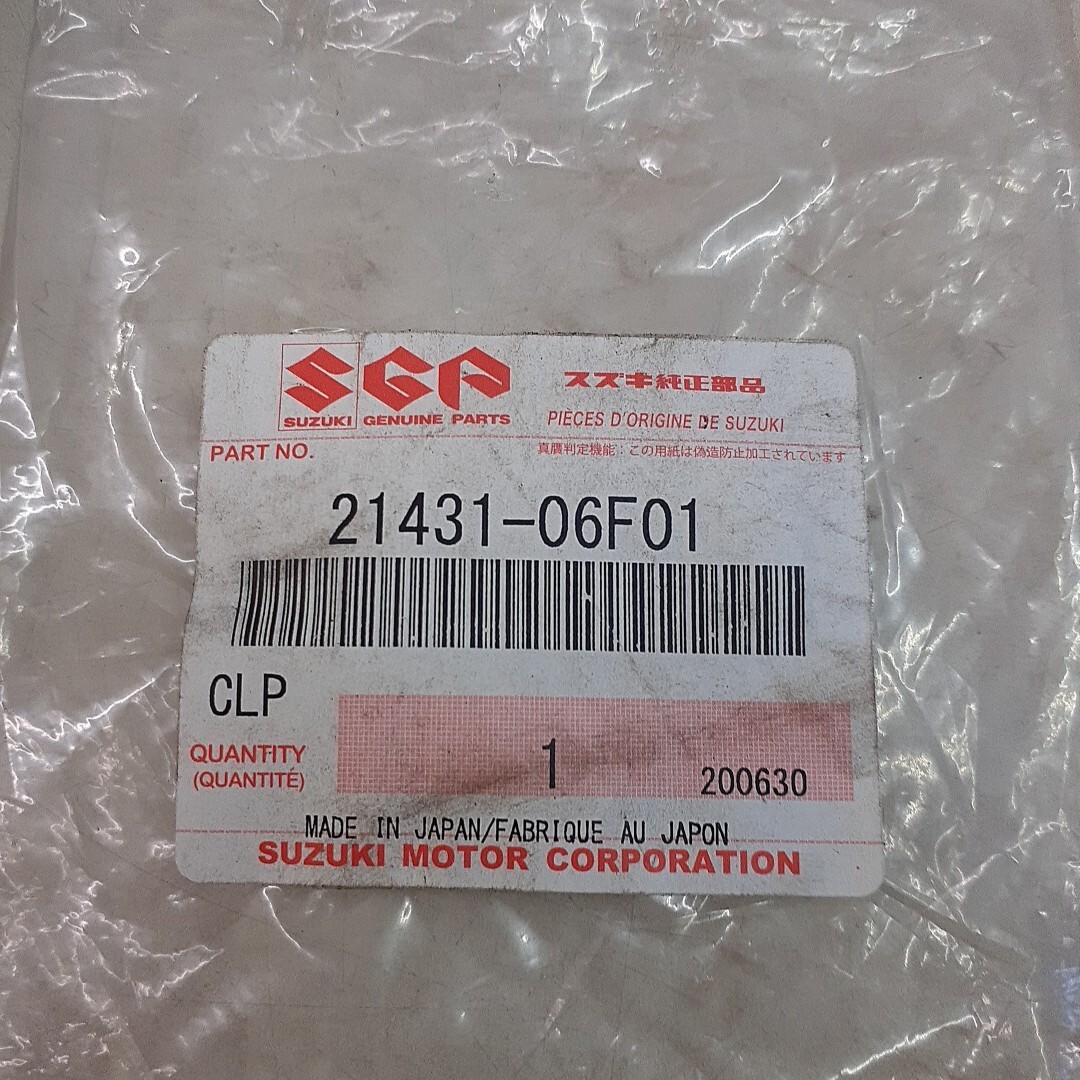 SGP スズキ純正部品
SUZUKI GENUINE PARTS PIÈCES D'ORIGINE DE SUZUKI
PART NO. 真贋判定機能：この用紙は偽造防止加工されています
21431-06F01
CLP
QUANTITY
(QUANTITÉ) 1 200630
MADE IN JAPAN/FABRIQUE AU JAPON
SUZUKI MOTOR CORPORATION